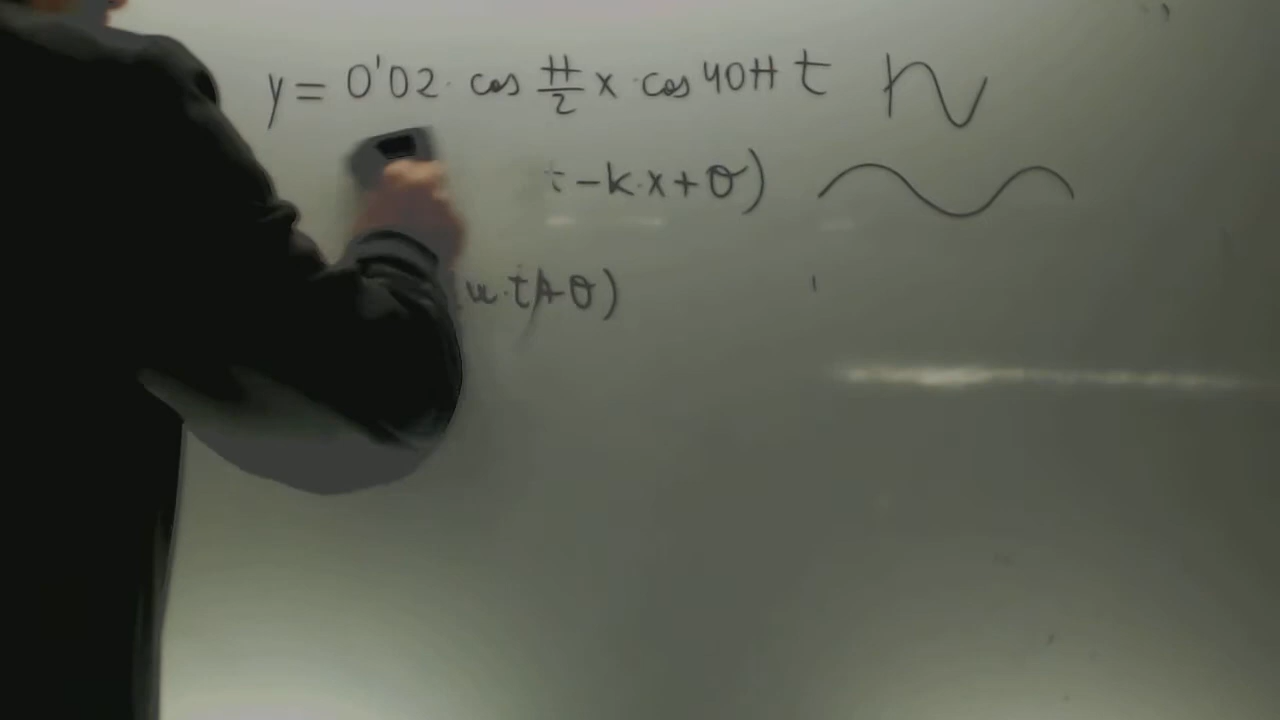 y = 0'02 · cos π/2 x · cos 40π t
t - k·x + θ)
w·t + θ)